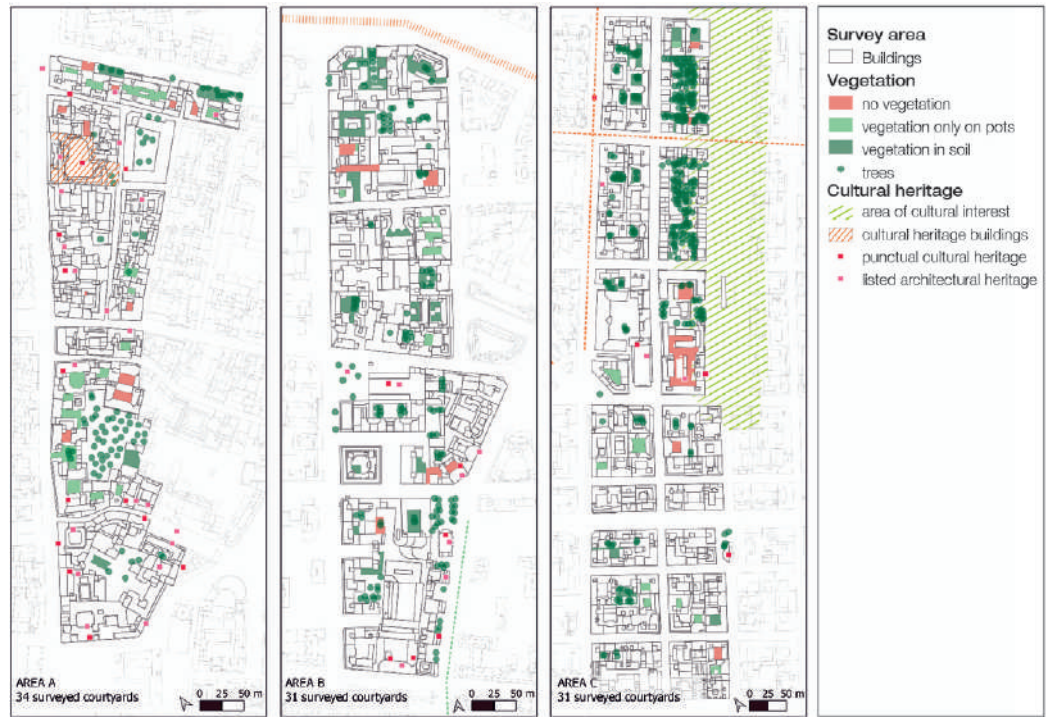 AREA A
34 surveyed courtyards
0 25 50 m
AREA B
31 surveyed courtyards
0 25 50 m
AREA C
31 surveyed courtyards
0 25 50 m
Survey area
Buildings
Vegetation
no vegetation
vegetation only on pots
vegetation in soil
trees
Cultural heritage
area of cultural interest
cultural heritage buildings
punctual cultural heritage
listed architectural heritage